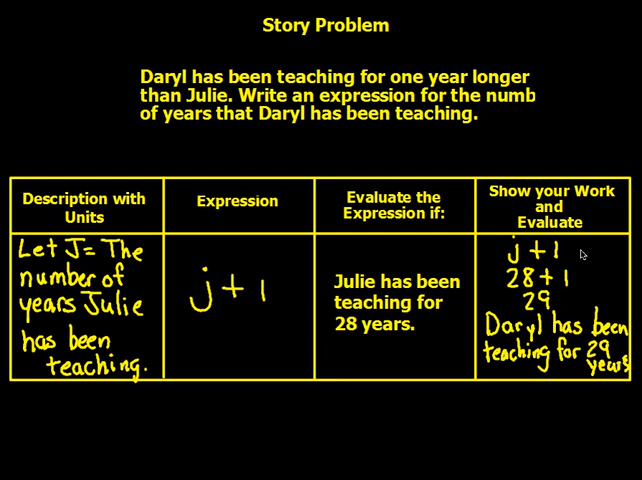 Story Problem
Daryl has been teaching for one year longer
than Julie. Write an expression for the numb
of years that Daryl has been teaching.
Description with
Units
Expression
Evaluate the
Expression if:
Show your Work
and
Evaluate
Let J= The
number of
years Julie
has been
teaching.
j + 1
Julie has been
teaching for
28 years.
j + 1
28 + 1
29
Daryl has been
teaching for 29
years